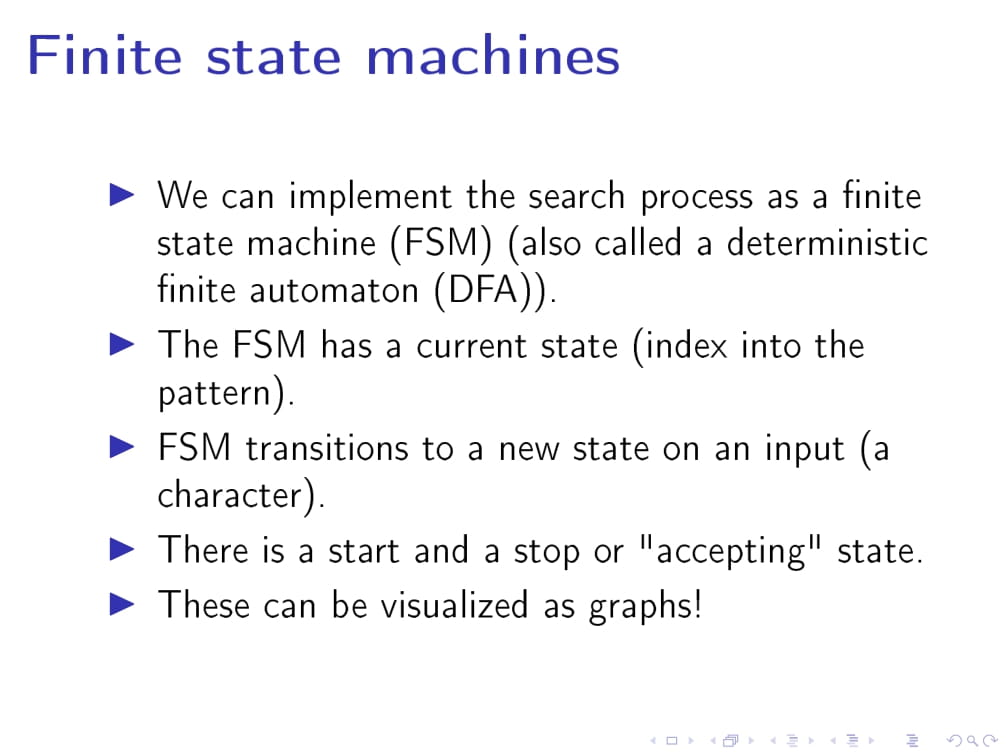 Finite state machines
We can implement the search process as a finite
state machine (FSM) (also called a deterministic
finite automaton (DFA)).
The FSM has a current state (index into the
pattern).
FSM transitions to a new state on an input (a
character).
There is a start and a stop or "accepting" state.
These can be visualized as graphs!